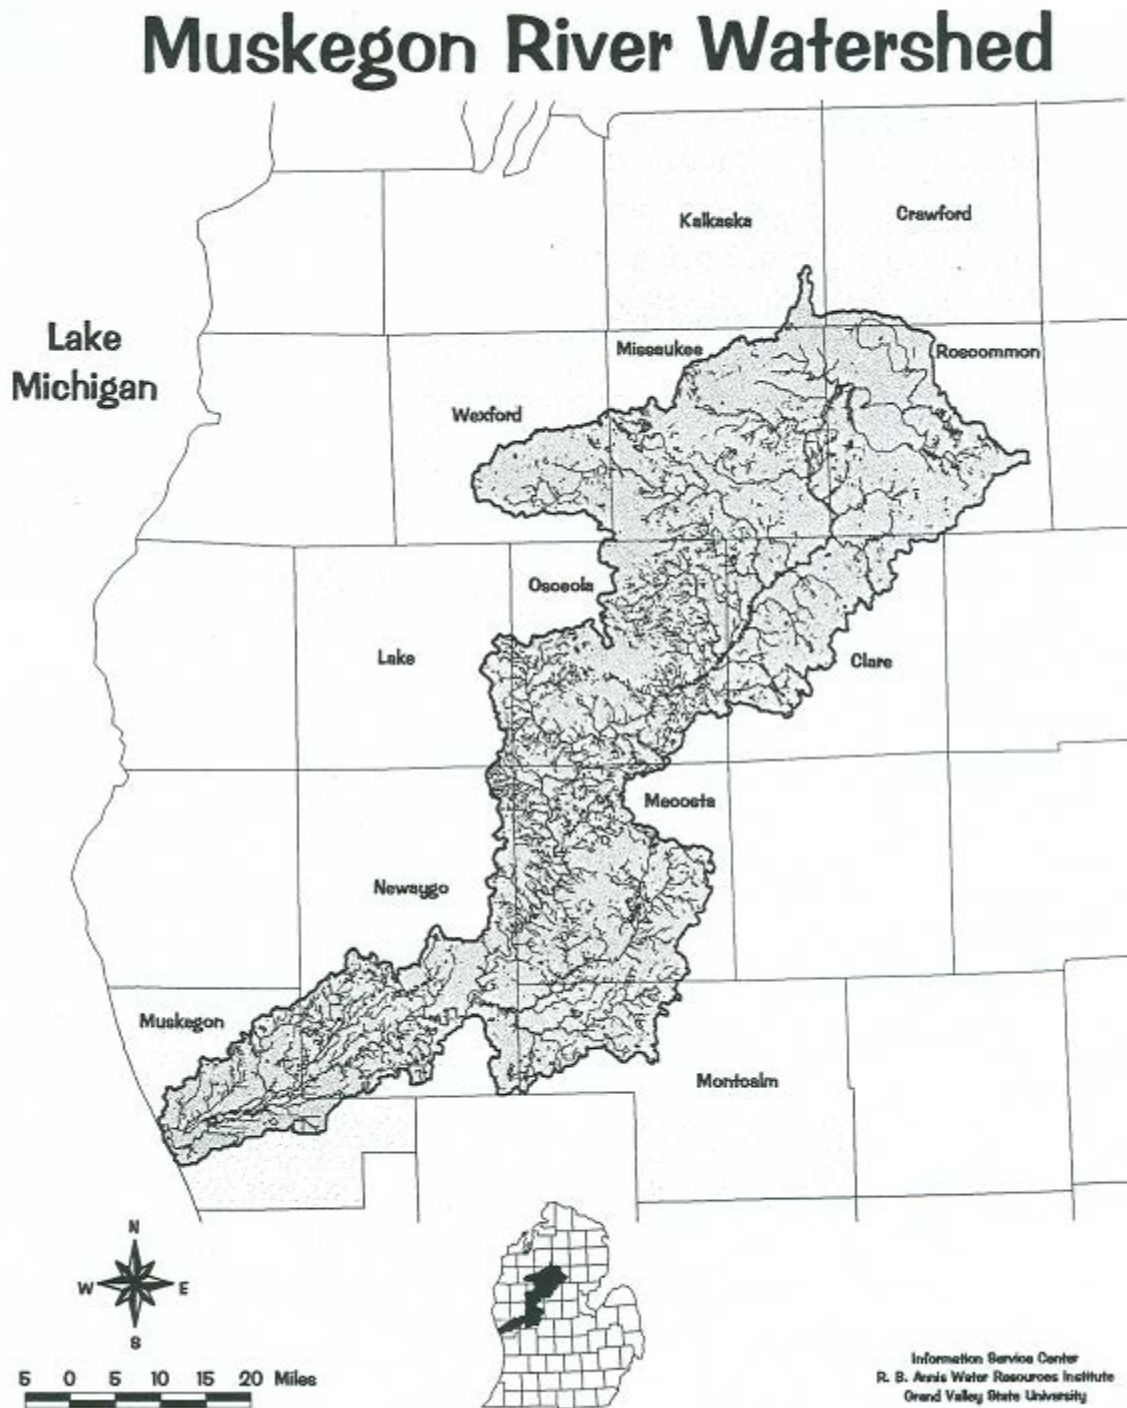 Muskegon River Watershed
Kalkaska
Crawford
Lake
Michigan
Missaukee
Roscommon
Wexford
Osceola
Lake
Clare
Mecosta
Newaygo
Muskegon
Montcalm
N
W
E
S
5 0 5 10 15 20 Miles
Information Service Center
R. B. Annis Water Resources Institute
Grand Valley State University